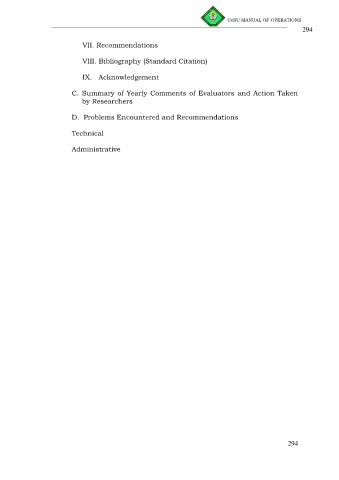 CNSU MANUAL OF OPERATIONS
294
VII. Recommendations
VIII. Bibliography (Standard Citation)
IX. Acknowledgement
C. Summary of Yearly Comments of Evaluators and Action Taken
by Researchers
D. Problems Encountered and Recommendations
Technical
Administrative
294